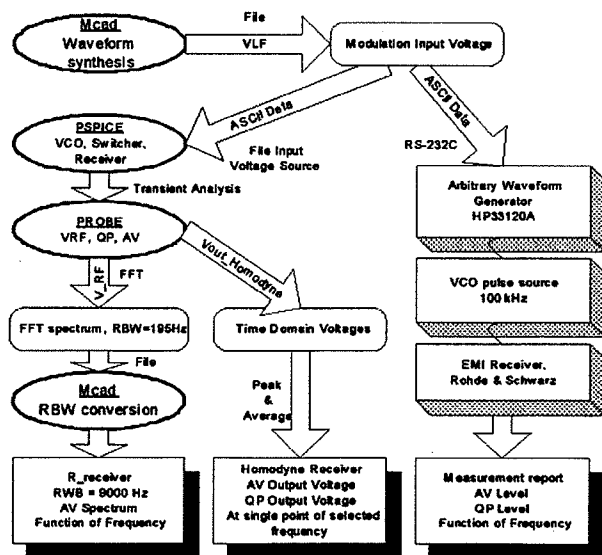 Mcad
Waveform
synthesis
File
VLF
Modulation Input Voltage
ASCII Data
ASCII Data
PSPICE
VCO, Switcher,
Receiver
File Input
Voltage Source
RS-232C
Transient Analysis
Arbitrary Waveform
Generator
HP33120A
PROBE
VRF, QP, AV
Vout_Homodyne
V_RF
FFT
VCO pulse source
100 kHz
FFT spectrum, RBW=195Hz
Time Domain Voltages
File
EMI Receiver,
Rohde & Schwarz
Mcad
RBW conversion
Peak
&
Average
R_receiver
RWB = 9000 Hz
AV Spectrum
Function of Frequency
Homodyne Receiver
AV Output Voltage
QP Output Voltage
At single point of selected
frequency
Measurement report
AV Level
QP Level
Function of Frequency